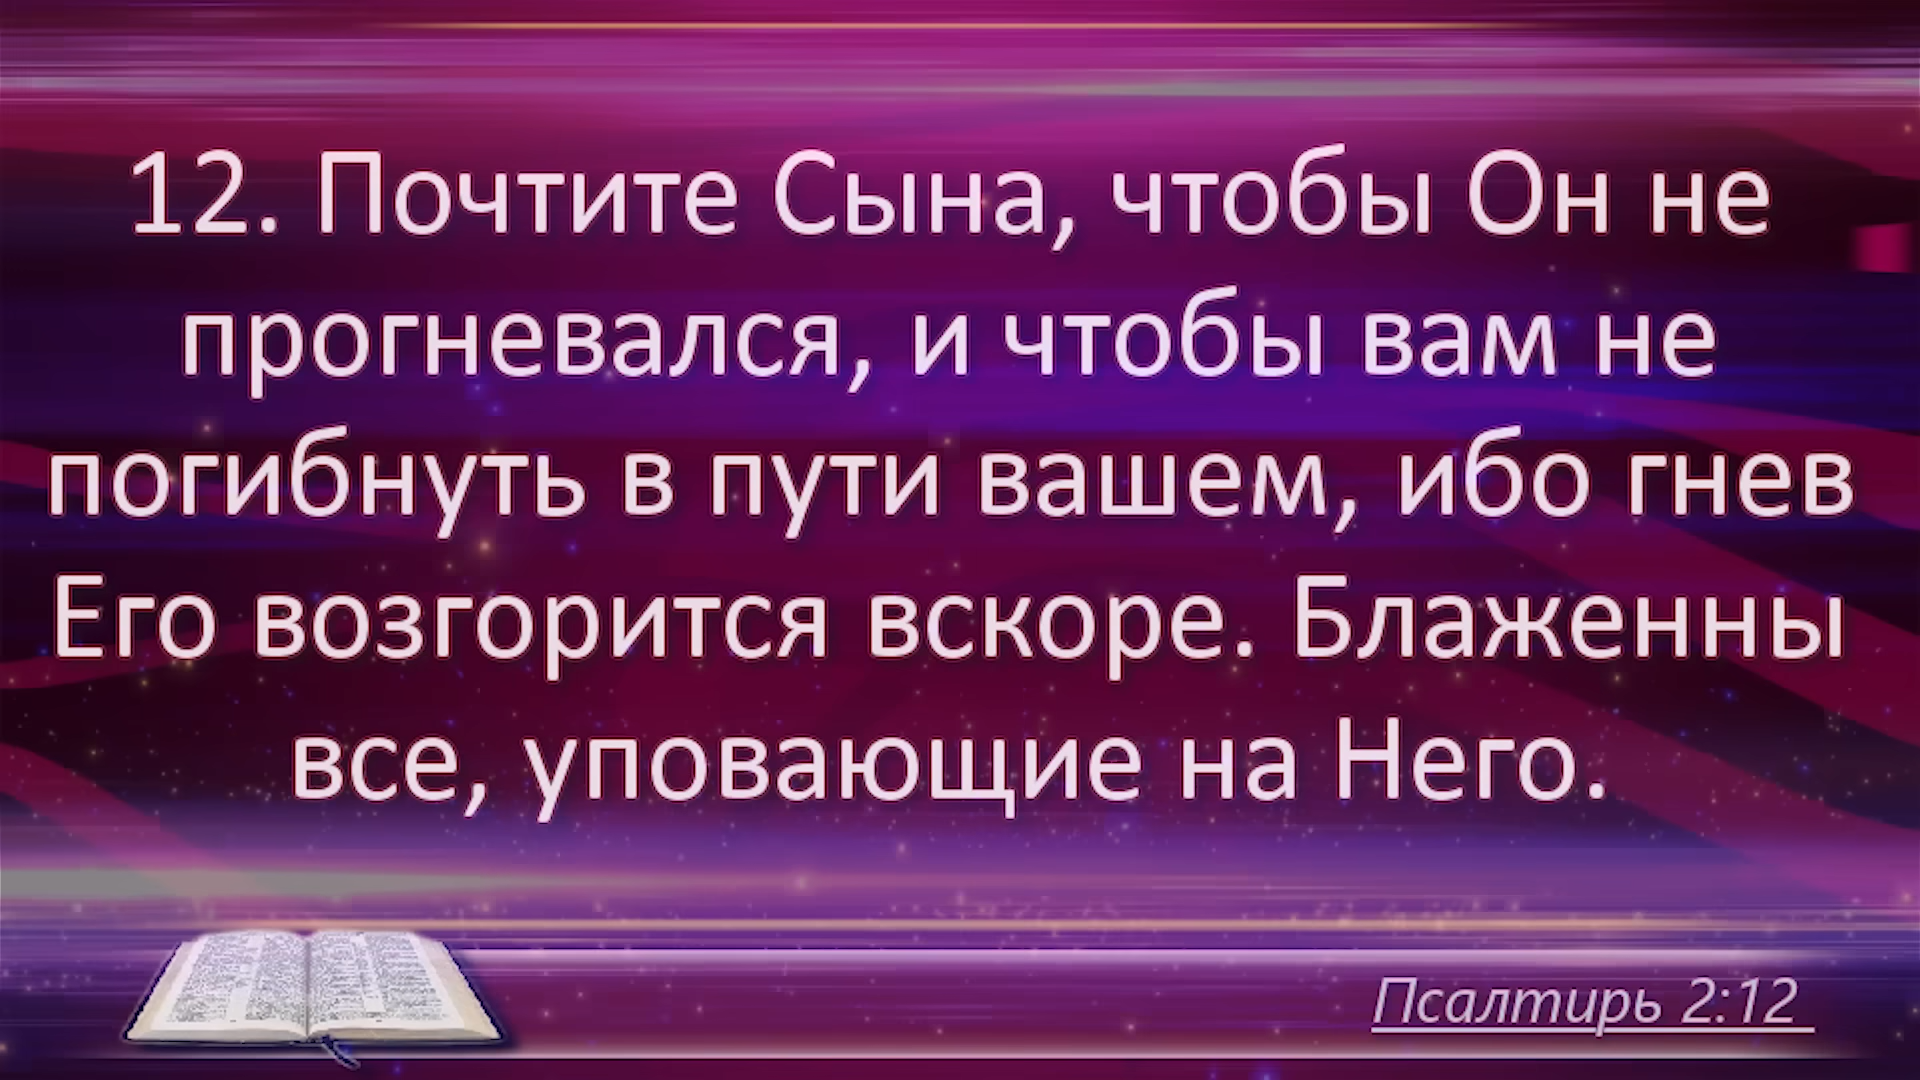 12. Почтите Сына, чтобы Он не
прогневался, и чтобы вам не
погибнуть в пути вашем, ибо гнев
Его возгорится вскоре. Блаженны
все, уповающие на Него.
Псалтирь 2:12